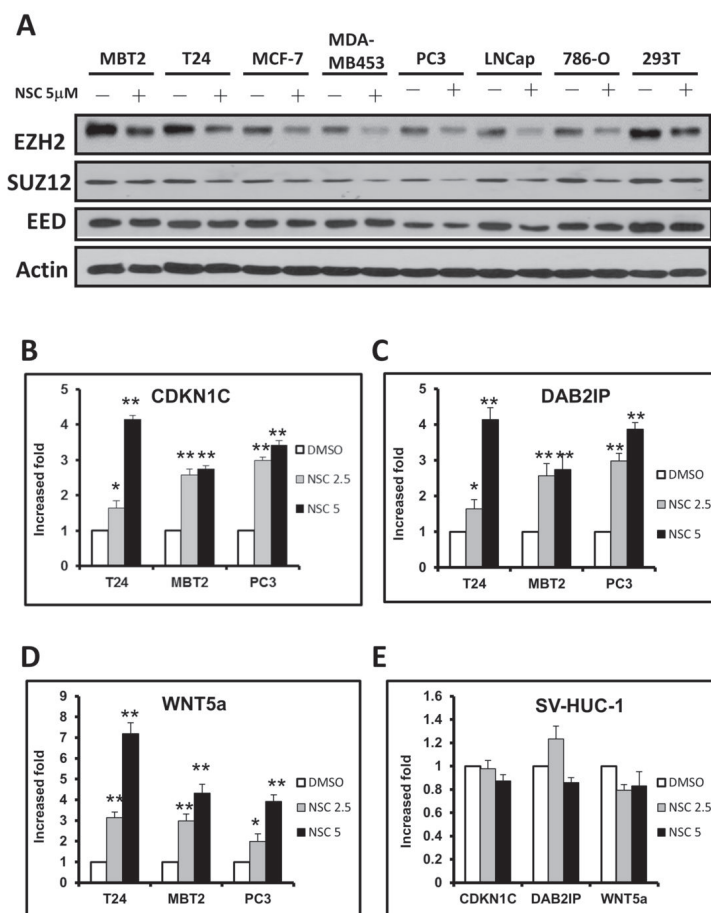 A
MBT2 T24 MCF-7 MDA-MB453 PC3 LNCap 786-O 293T
NSC 5μM − + − + − + − + − + − + − + − +
EZH2
SUZ12
EED
Actin
B
CDKN1C
Increased fold
5
4
3
2
1
0
* ** ** ** ** **
DMSO
NSC 2.5
NSC 5
T24 MBT2 PC3
C
DAB2IP
Increased fold
5
4
3
2
1
0
* ** ** ** ** **
DMSO
NSC 2.5
NSC 5
T24 MBT2 PC3
D
WNT5a
Increased fold
9
8
7
6
5
4
3
2
1
0
** ** ** ** * **
DMSO
NSC 2.5
NSC 5
T24 MBT2 PC3
E
SV-HUC-1
Increased fold
1.6
1.4
1.2
1
0.8
0.6
0.4
0.2
0
DMSO
NSC 2.5
NSC 5
CDKN1C DAB2IP WNT5a